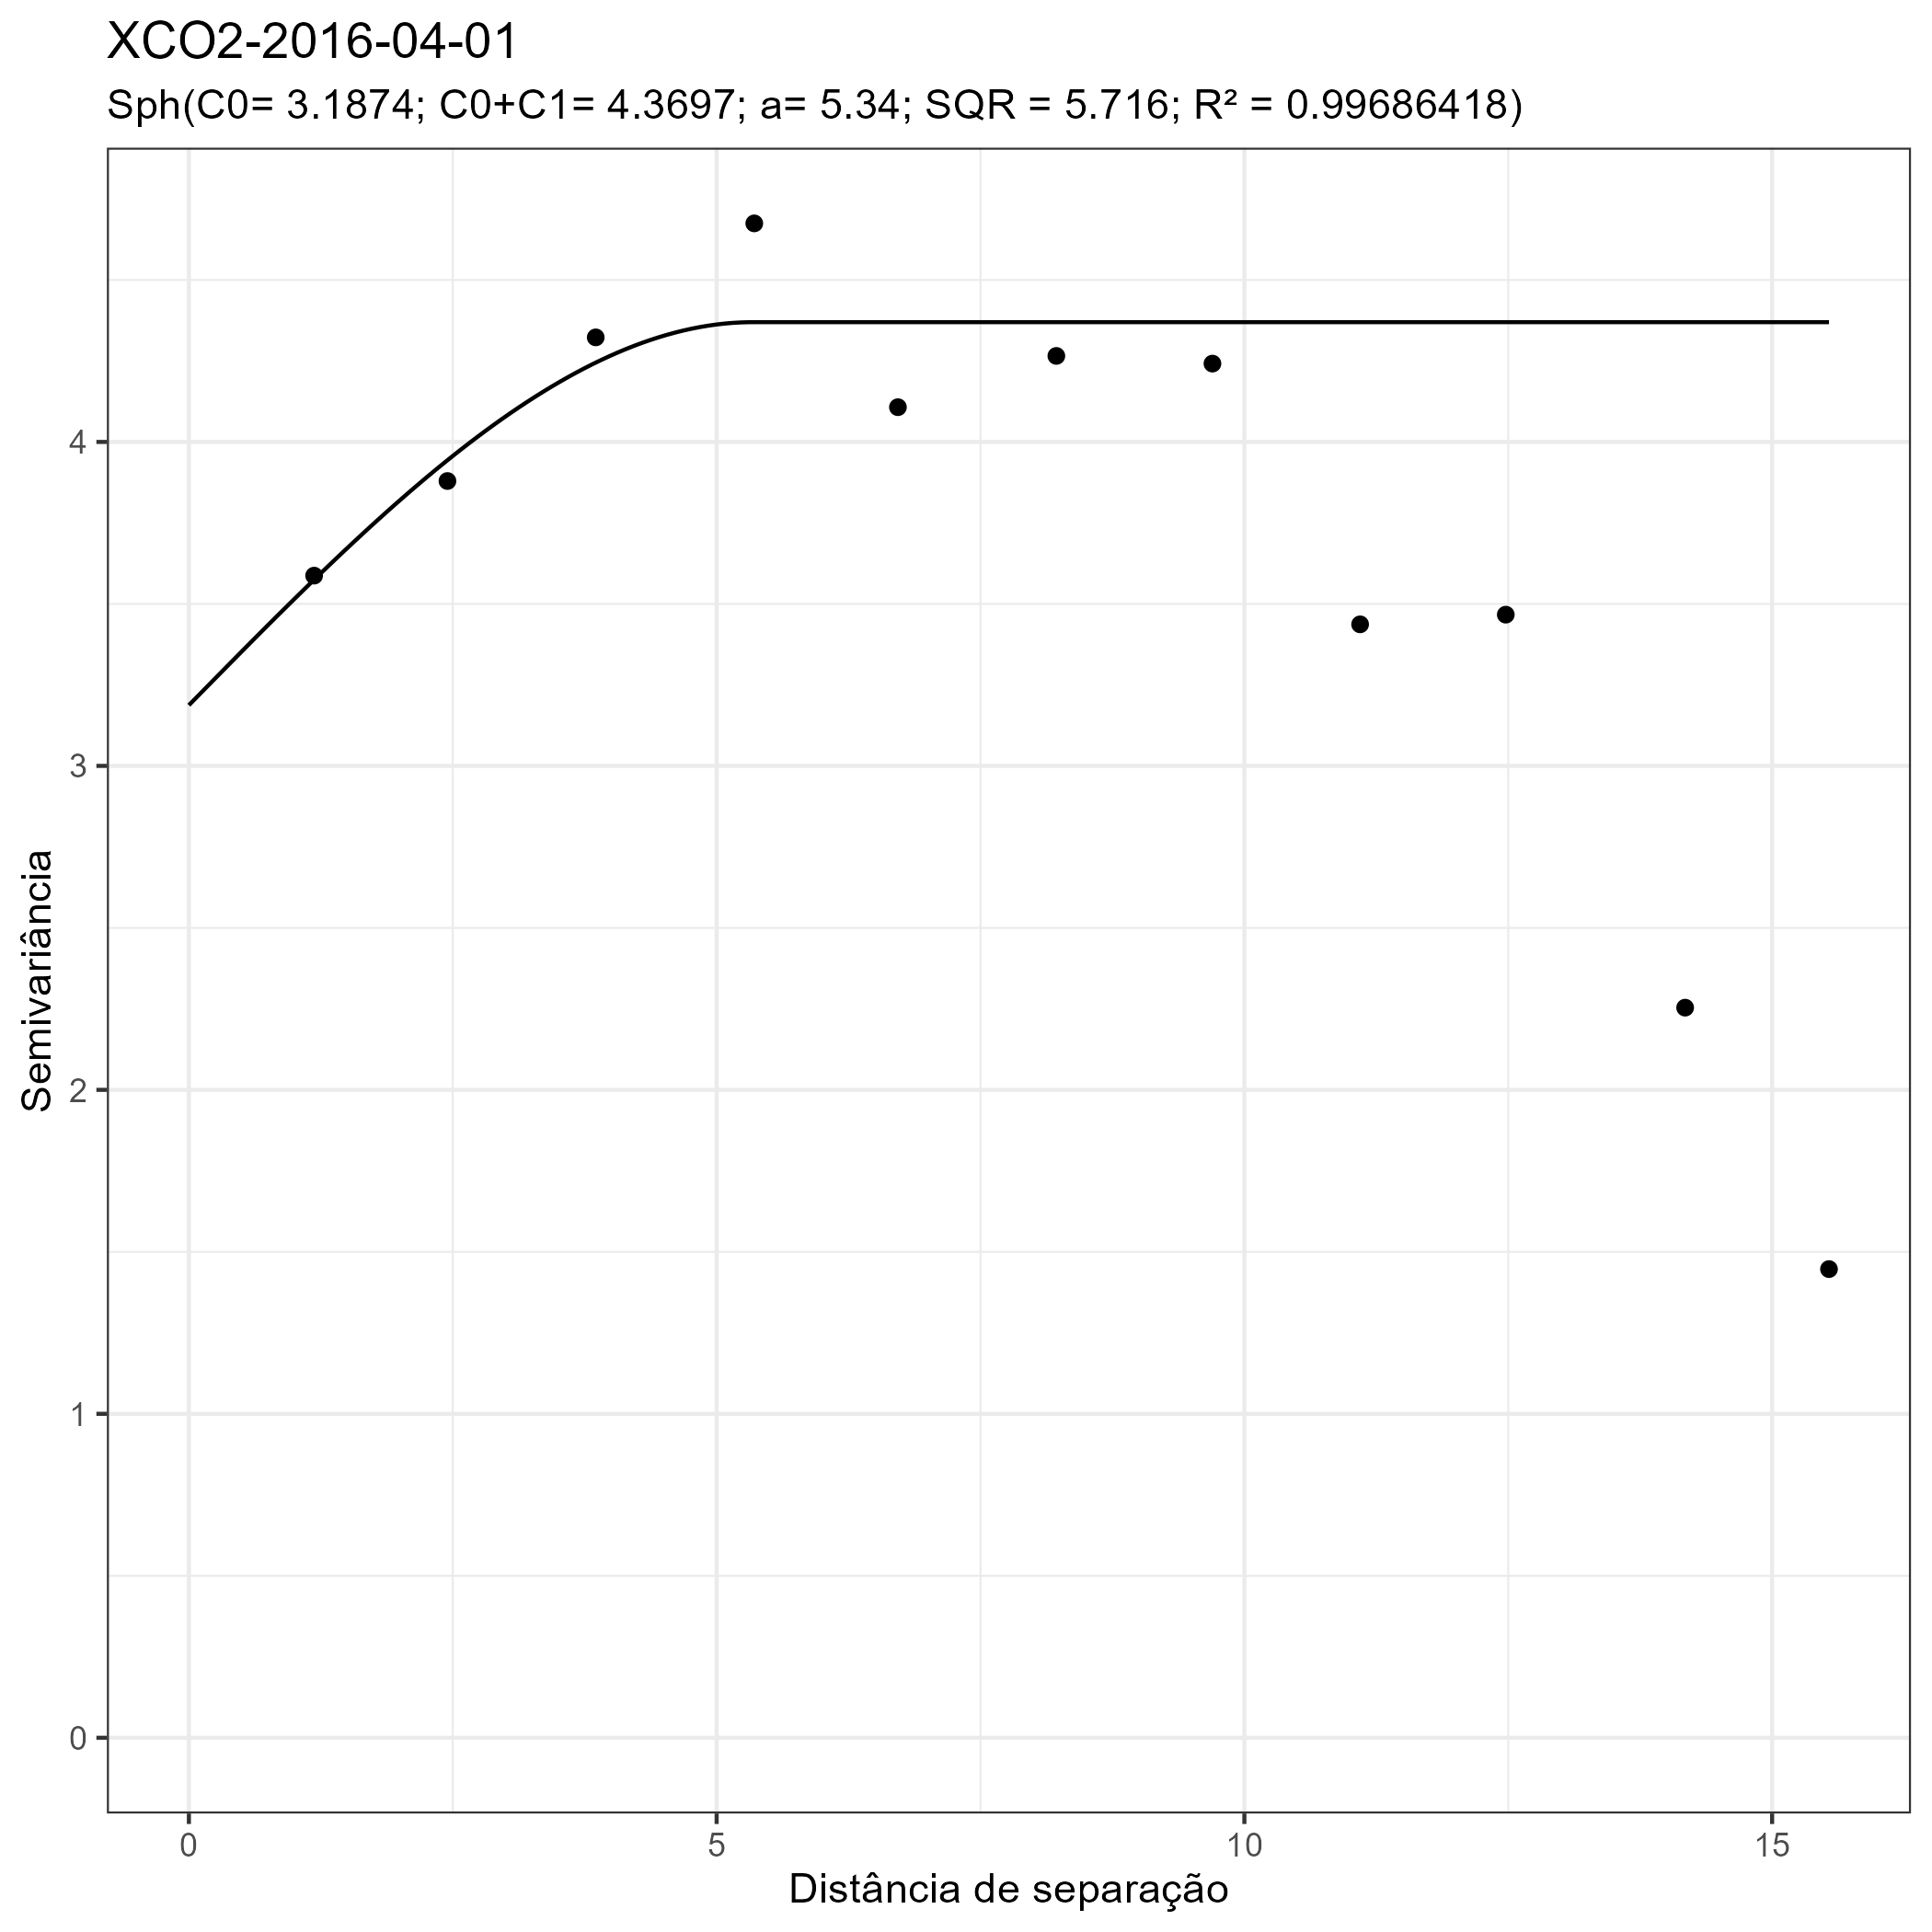 XCO2-2016-04-01
Sph(C0= 3.1874; C0+C1= 4.3697; a= 5.34; SQR = 5.716; R² = 0.99686418)
Semivariância
4
3
2
1
0
0 5 10 15
Distância de separação